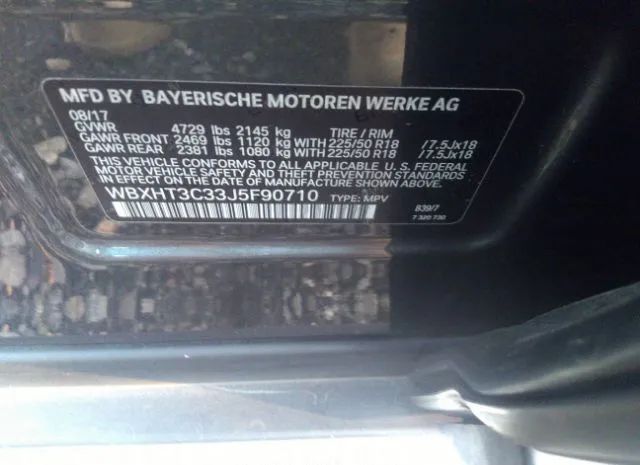 MFD BY BAYERISCHE MOTOREN WERKE AG
08/17
GVWR 4729 lbs 2145 kg TIRE / RIM
GAWR FRONT 2469 lbs 1120 kg WITH 225/50 R18 /7.5Jx18
GAWR REAR 2381 lbs 1080 kg WITH 225/50 R18 /7.5Jx18
THIS VEHICLE CONFORMS TO ALL APPLICABLE U.S. FEDERAL
MOTOR VEHICLE SAFETY, BUMPER, AND THEFT PREVENTION
STANDARDS IN EFFECT ON THE DATE OF MANUFACTURE SHOWN ABOVE.
WBXHT3C33J5F90710 TYPE: MPV B39/7
7 320 730